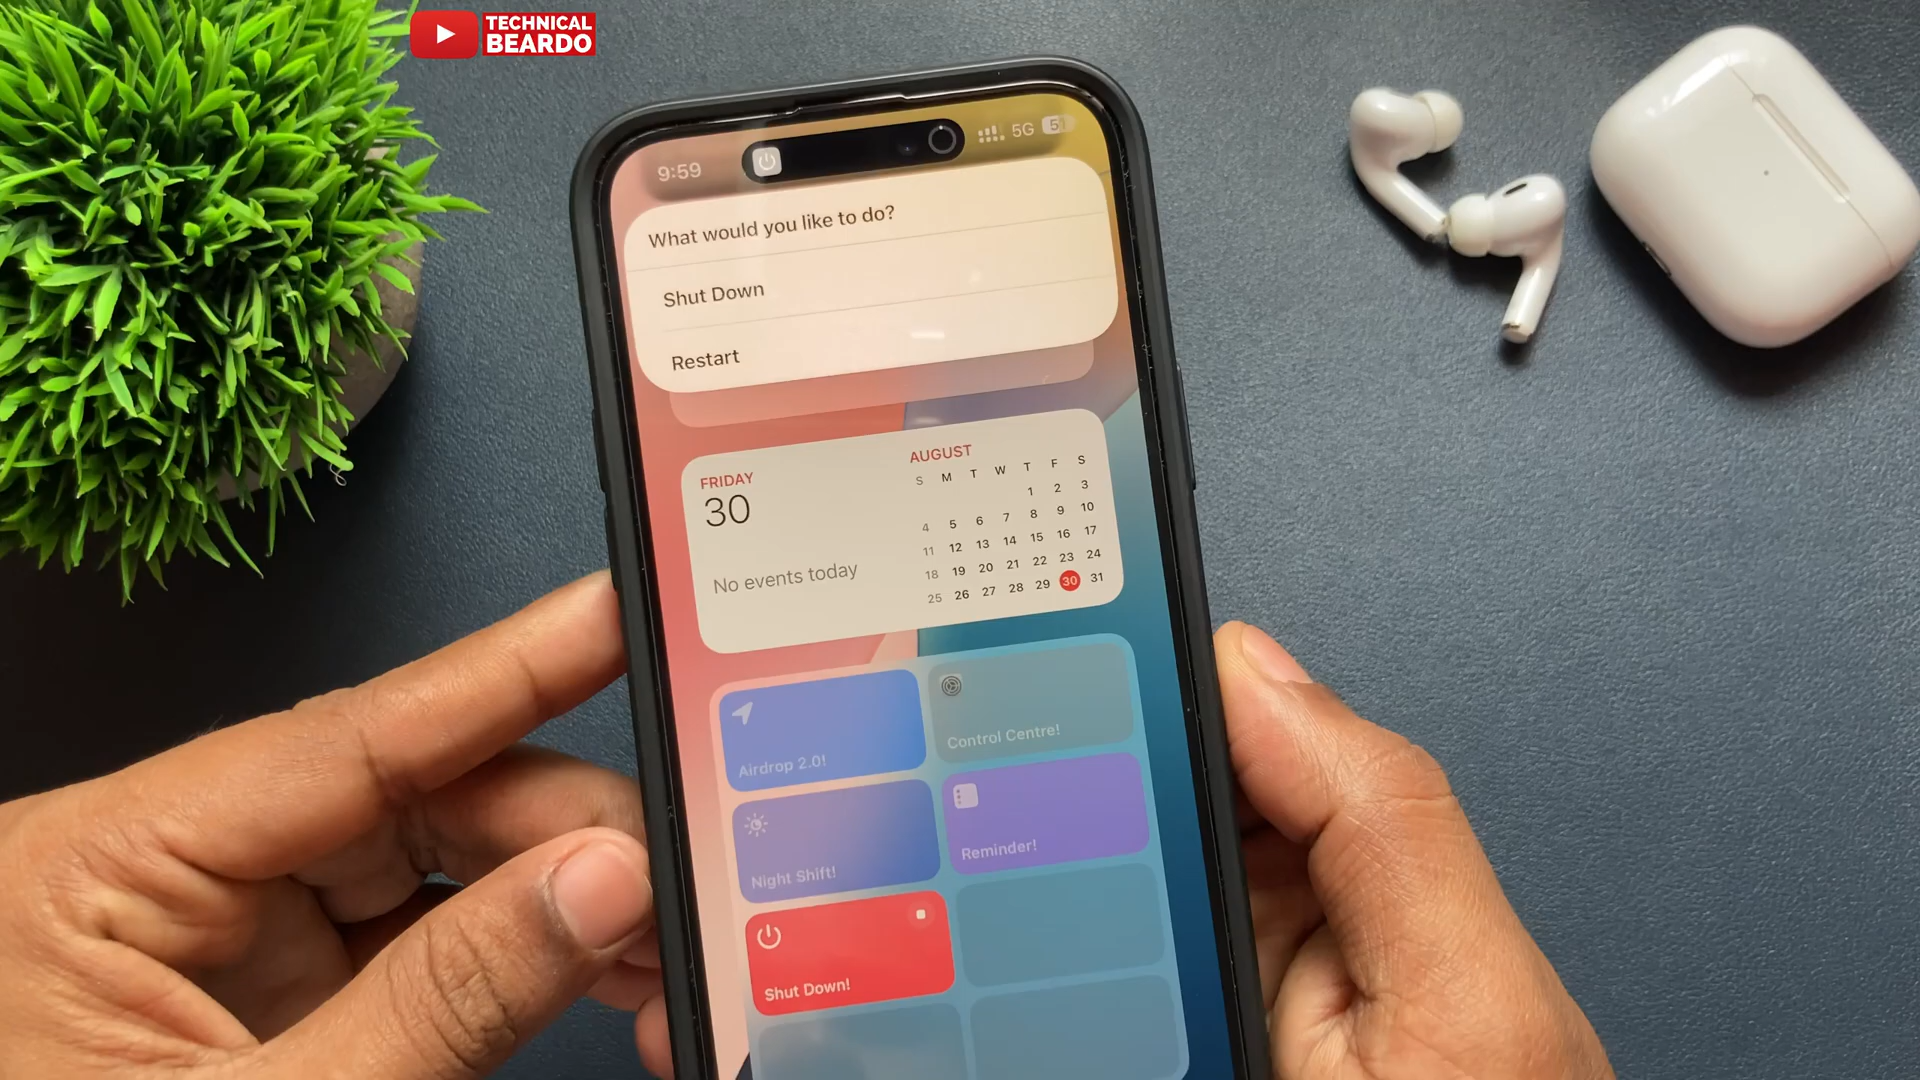 TECHNICAL
BEARDO
9:59
5G 51
What would you like to do?
Shut Down
Restart
FRIDAY
30
No events today
AUGUST
S M T W T F S
1 2 3
4 5 6 7 8 9 10
11 12 13 14 15 16 17
18 19 20 21 22 23 24
25 26 27 28 29 30 31
Airdrop 2.0!
Control Centre!
Night Shift!
Reminder!
Shut Down!